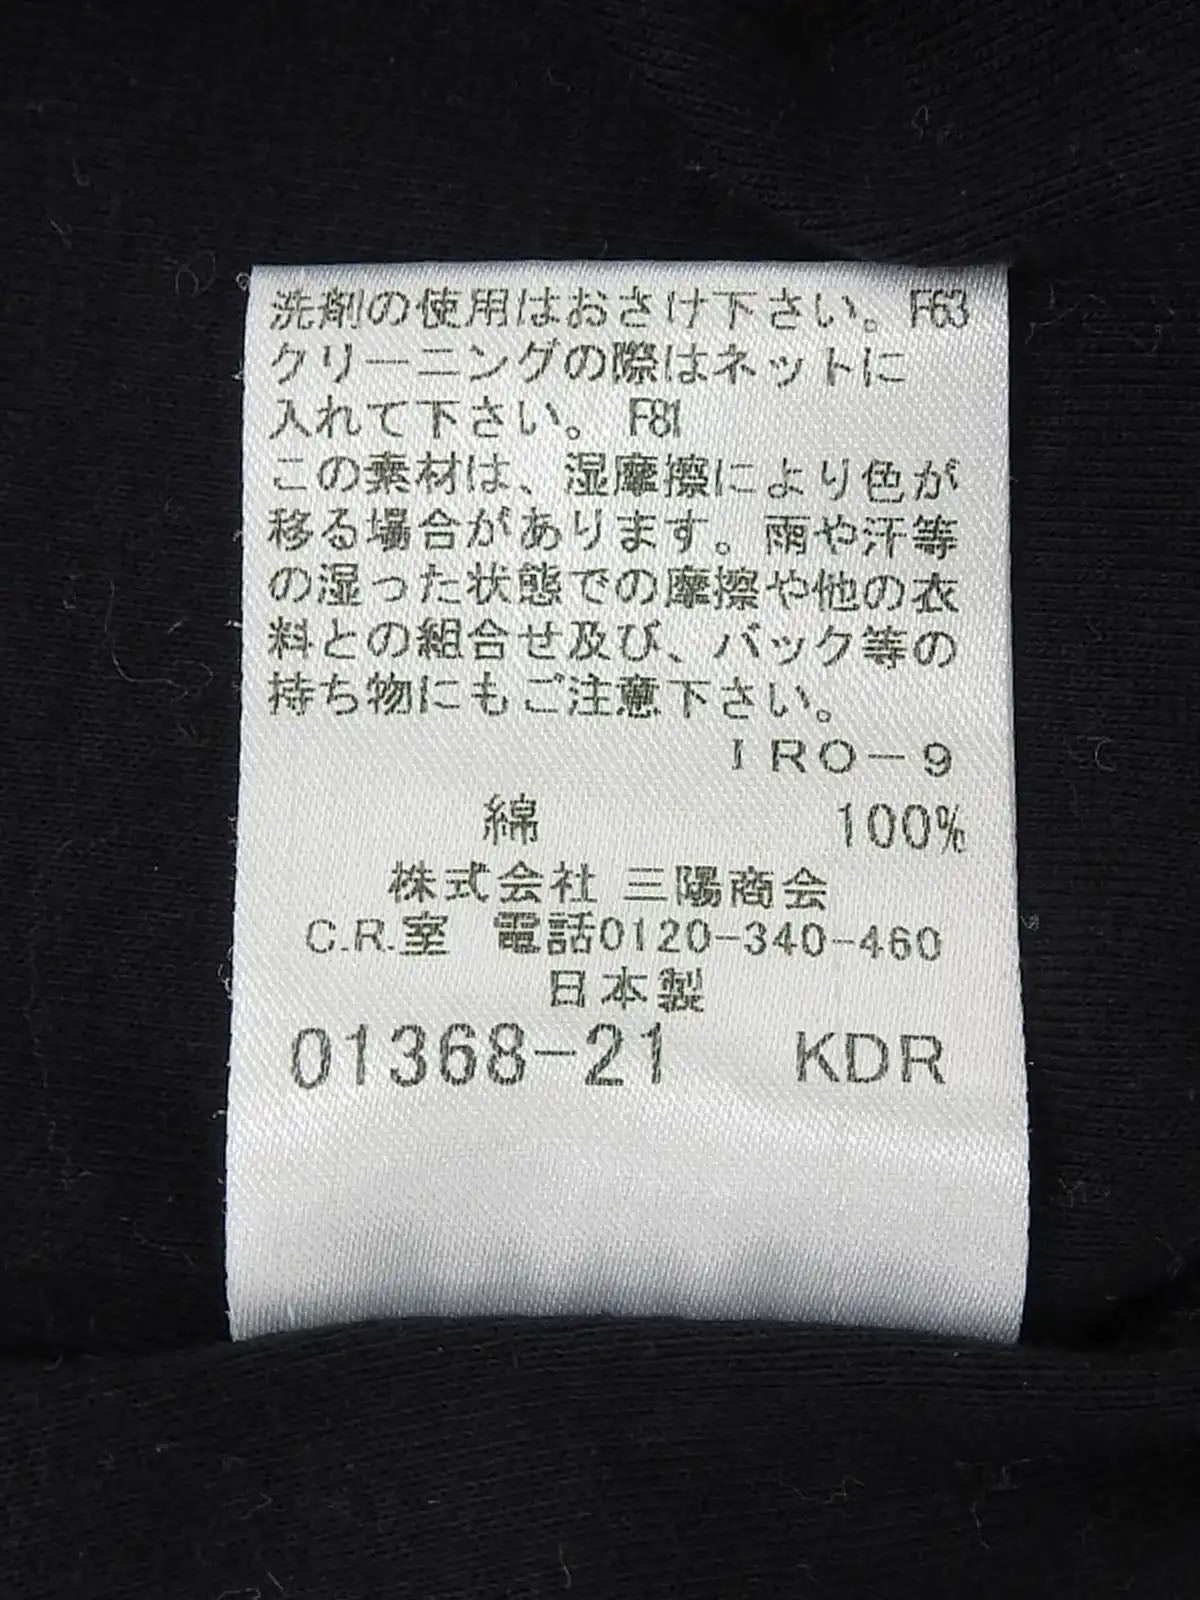 洗剤の使用はおさけ下さい。F63
クリーニングの際はネットに
入れて下さい。F81
この素材は、湿摩擦により色が
移る場合があります。雨や汗等
の湿った状態での摩擦や他の衣
料との組合せ及び、バック等の
持ち物にもご注意下さい。
IRO-9
綿 100%
株式会社 三陽商会
C.R.室 電話0120-340-460
日本製
01368-21 KDR